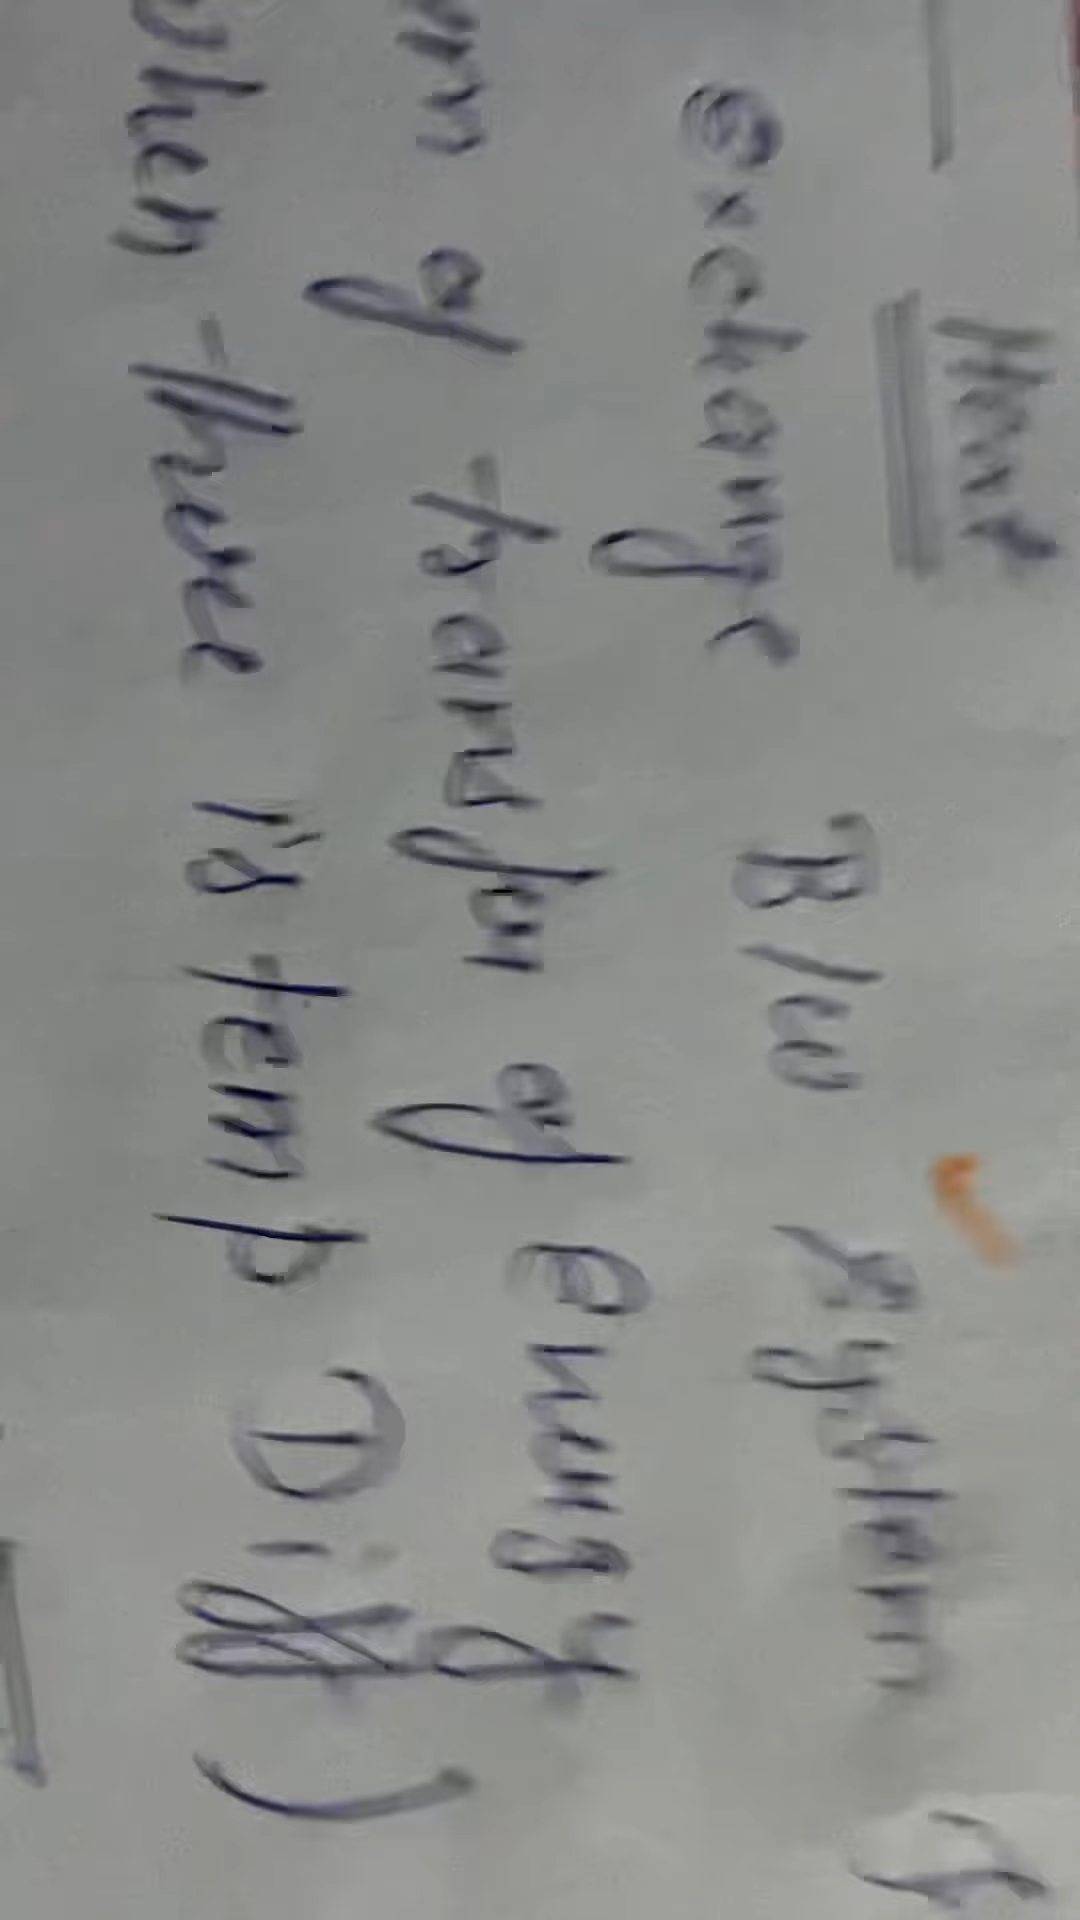 Heat
exchange B/w system
of transfer of energy
when there is temp Diff)